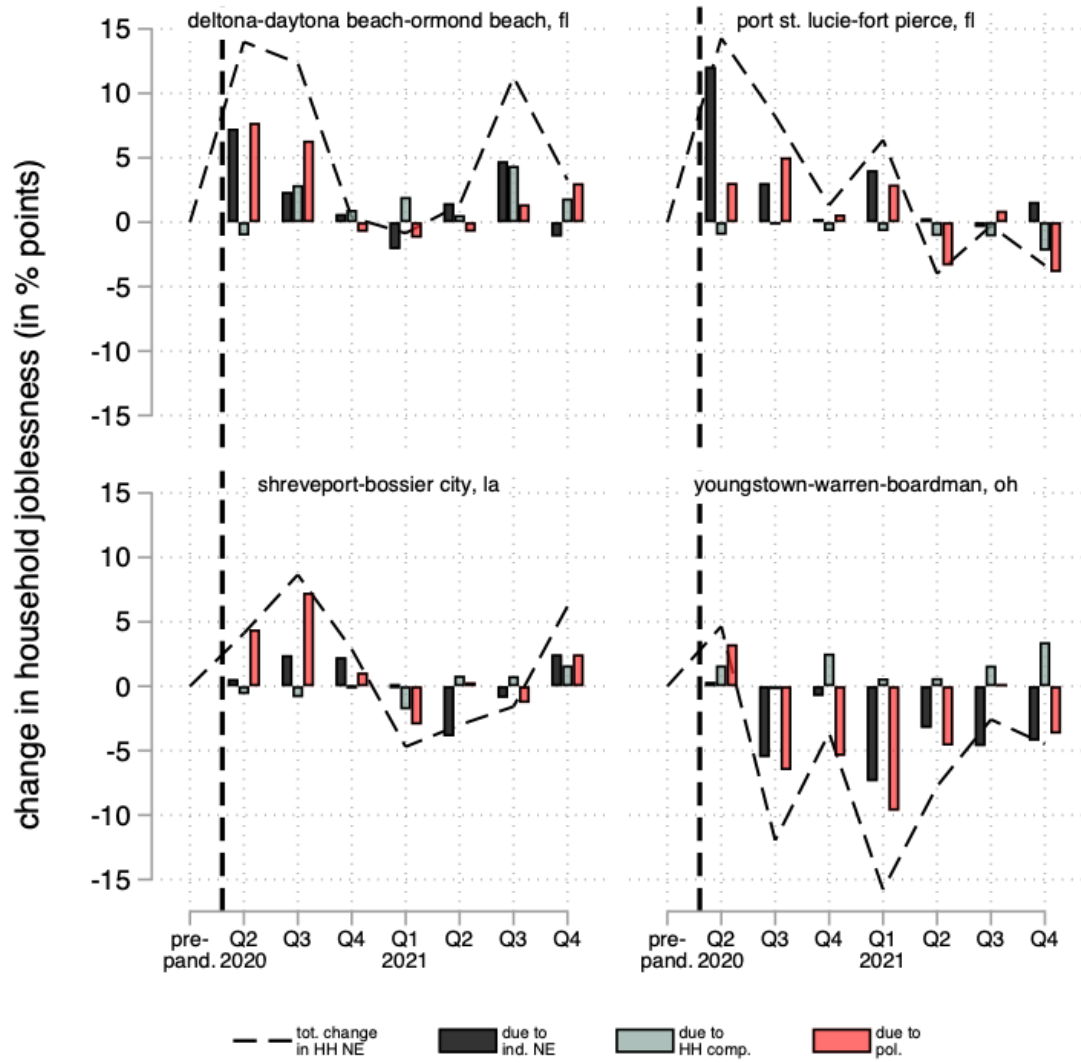 change in household joblessness (in % points)
deltona-daytona beach-ormond beach, fl
15
10
5
0
-5
-10
-15
port st. lucie-fort pierce, fl
shreveport-bossier city, la
15
10
5
0
-5
-10
-15
youngstown-warren-boardman, oh
pre- Q2 Q3 Q4 Q1 Q2 Q3 Q4
pand. 2020 2021
pre- Q2 Q3 Q4 Q1 Q2 Q3 Q4
pand. 2020 2021
tot. change
in HH NE
due to
ind. NE
due to
HH comp.
due to
pol.